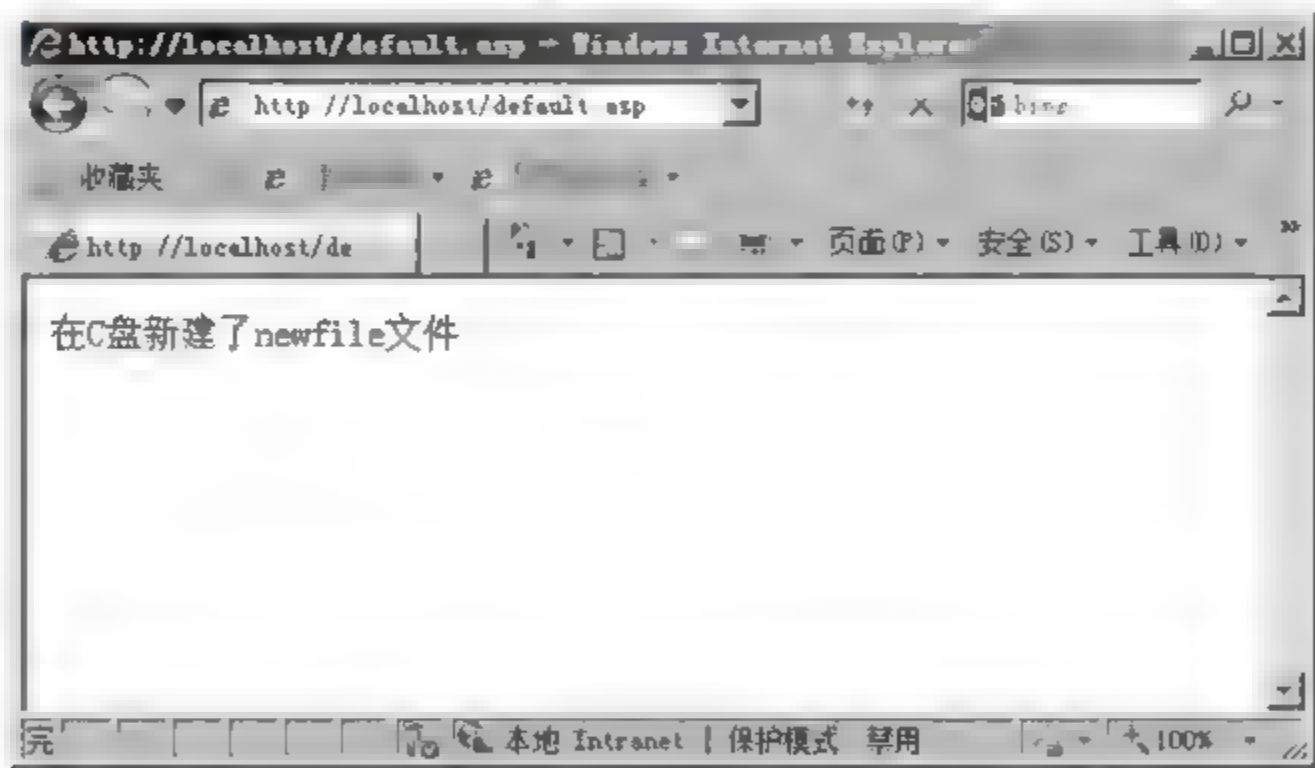 http://localhost/default.asp - Windows Internet Explorer
http //localhost/default asp
bing
收藏夹
http //localhost/de
页面(P)
安全(S)
工具(O)
在C盘新建了newfile文件
完
本地 Intranet | 保护模式 禁用
100%